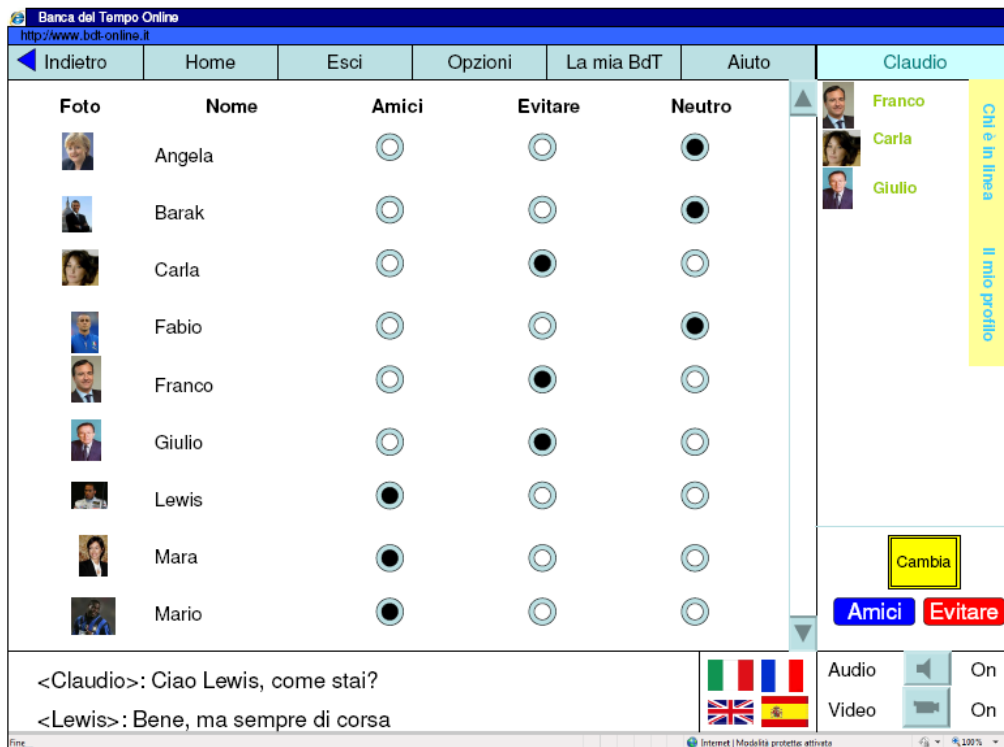 Banca del Tempo Online
http://www.bdt-online.it
Indietro Home Esci Opzioni La mia BdT Aiuto Claudio
Foto Nome Amici Evitare Neutro
Angela
Barak
Carla
Fabio
Franco
Giulio
Lewis
Mara
Mario
Franco
Carla
Giulio
Chi è in linea
Il mio profilo
Cambia
Amici Evitare
<Claudio>: Ciao Lewis, come stai?
<Lewis>: Bene, ma sempre di corsa
Audio On
Video On
Fine Internet | Modalità protetta: attivata 100%